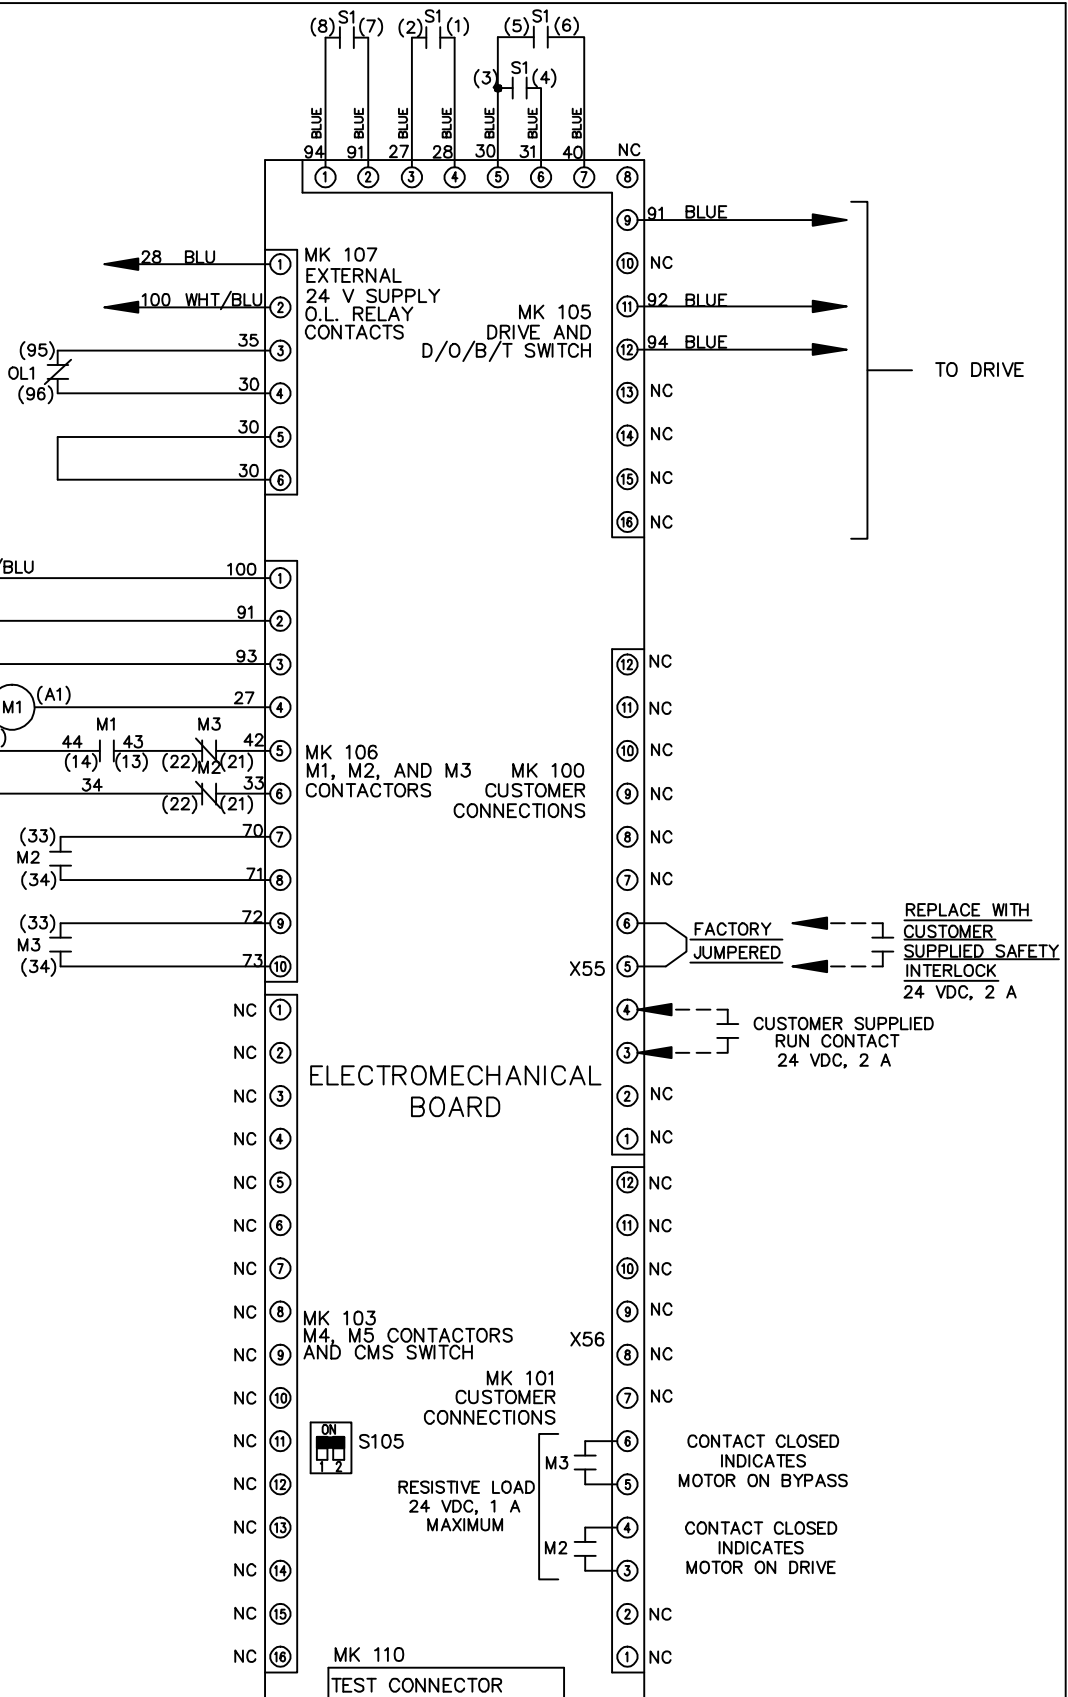 (8) S1 (7) (2) S1 (1) (5) S1 (6)
(3) S1 (4)
BLUE BLUE BLUE BLUE BLUE BLUE BLUE
94 91 27 28 30 31 40 NC
1 2 3 4 5 6 7 8
9 91 BLUE
10 NC
11 92 BLUE
12 94 BLUE
13 NC
14 NC
15 NC
16 NC
TO DRIVE
MK 105
DRIVE AND
D/O/B/T SWITCH
28 BLU 1
100 WHT/BLU 2
(95) 35 3
OL1
(96) 30 4
30 5
30 6
MK 107
EXTERNAL
24 V SUPPLY
O.L. RELAY
CONTACTS
/BLU 100 1
91 2
93 3
M1 (A1) 27 4
M1 M3
) 44 43 42 5
(14) (13) (22) (21)
M2
34 33 6
(22) (21)
(33) 70 7
M2
(34) 71 8
(33) 72 9
M3
(34) 73 10
MK 106
M1, M2, AND M3
CONTACTORS
MK 100
CUSTOMER
CONNECTIONS
12 NC
11 NC
10 NC
9 NC
8 NC
7 NC
6
X55 5
4
3
2 NC
1 NC
FACTORY
JUMPERED
REPLACE WITH
CUSTOMER
SUPPLIED SAFETY
INTERLOCK
24 VDC, 2 A
CUSTOMER SUPPLIED
RUN CONTACT
24 VDC, 2 A
ELECTROMECHANICAL
BOARD
NC 1
NC 2
NC 3
NC 4
NC 5
NC 6
NC 7
NC 8
NC 9
NC 10
NC 11
NC 12
NC 13
NC 14
NC 15
NC 16
MK 103
M4, M5 CONTACTORS
AND CMS SWITCH
ON
1 2
S105
12 NC
11 NC
10 NC
9 NC
X56
8 NC
7 NC
MK 101
CUSTOMER
CONNECTIONS
6
M3
5
4
M2
3
2 NC
1 NC
RESISTIVE LOAD
24 VDC, 1 A
MAXIMUM
CONTACT CLOSED
INDICATES
MOTOR ON BYPASS
CONTACT CLOSED
INDICATES
MOTOR ON DRIVE
MK 110
TEST CONNECTOR